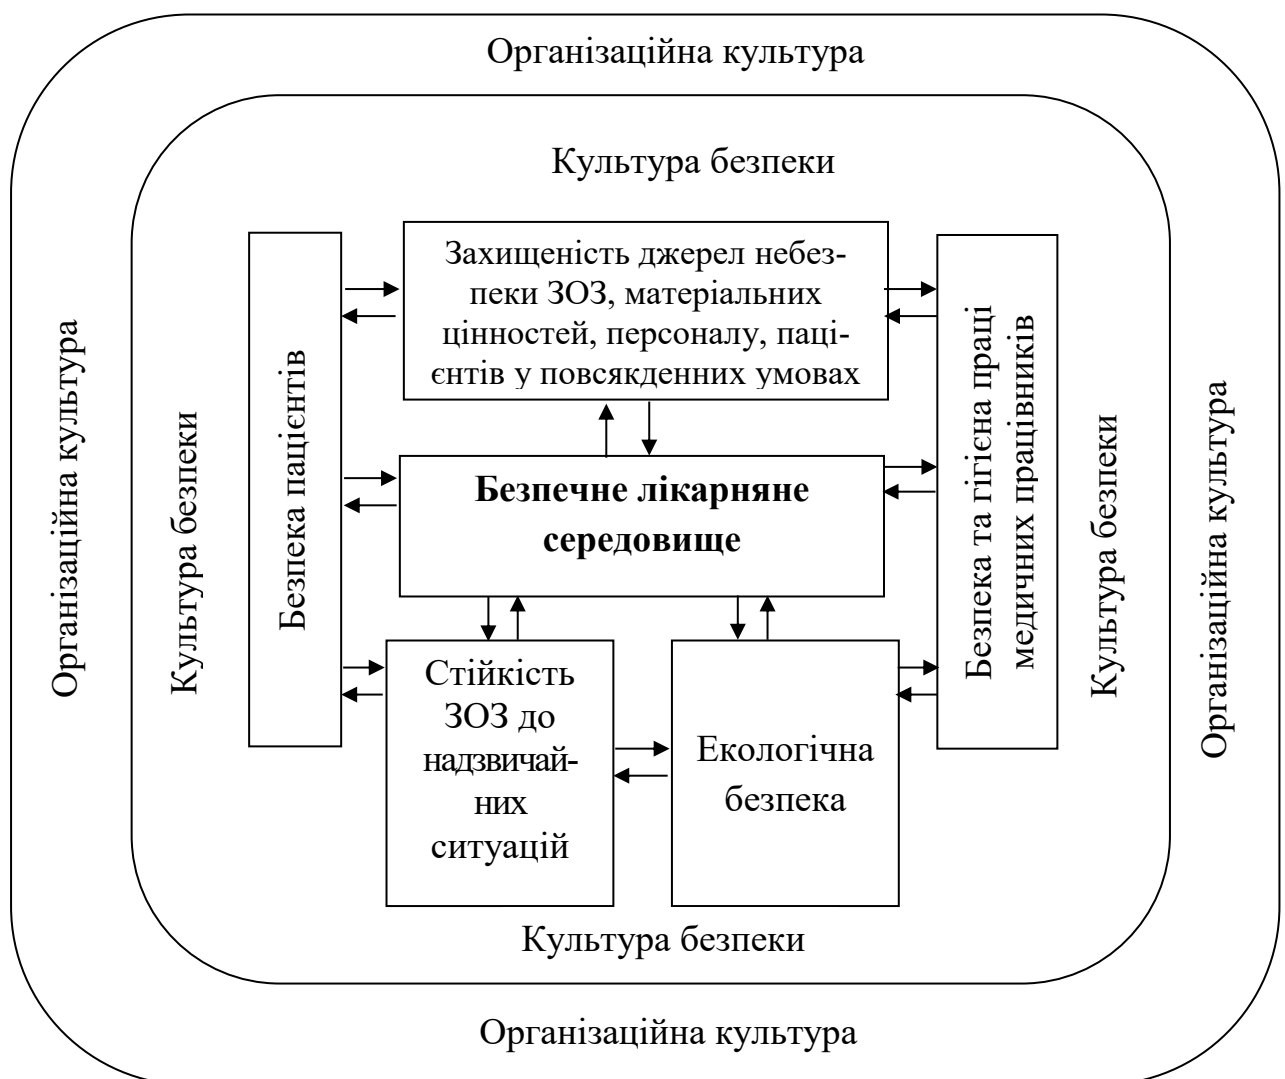 Організаційна культура
Культура безпеки
Організаційна культура
Культура безпеки
Безпека пацієнтів
Захищеність джерел небез-
пеки ЗОЗ, матеріальних
цінностей, персоналу, паці-
єнтів у повсякденних умовах
Безпечне лікарняне
середовище
Стійкість
ЗОЗ до
надзвичай-
них
ситуацій
Екологічна
безпека
Безпека та гігієна праці
медичних працівників
Культура безпеки
Організаційна культура
Культура безпеки
Організаційна культура